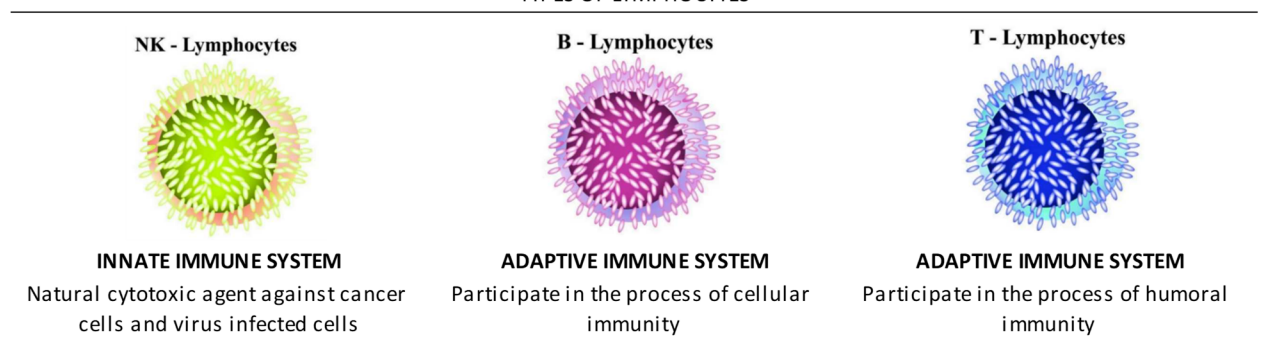 NK - Lymphocytes
B - Lymphocytes
T - Lymphocytes
INNATE IMMUNE SYSTEM
Natural cytotoxic agent against cancer
cells and virus infected cells
ADAPTIVE IMMUNE SYSTEM
Participate in the process of cellular
immunity
ADAPTIVE IMMUNE SYSTEM
Participate in the process of humoral
immunity